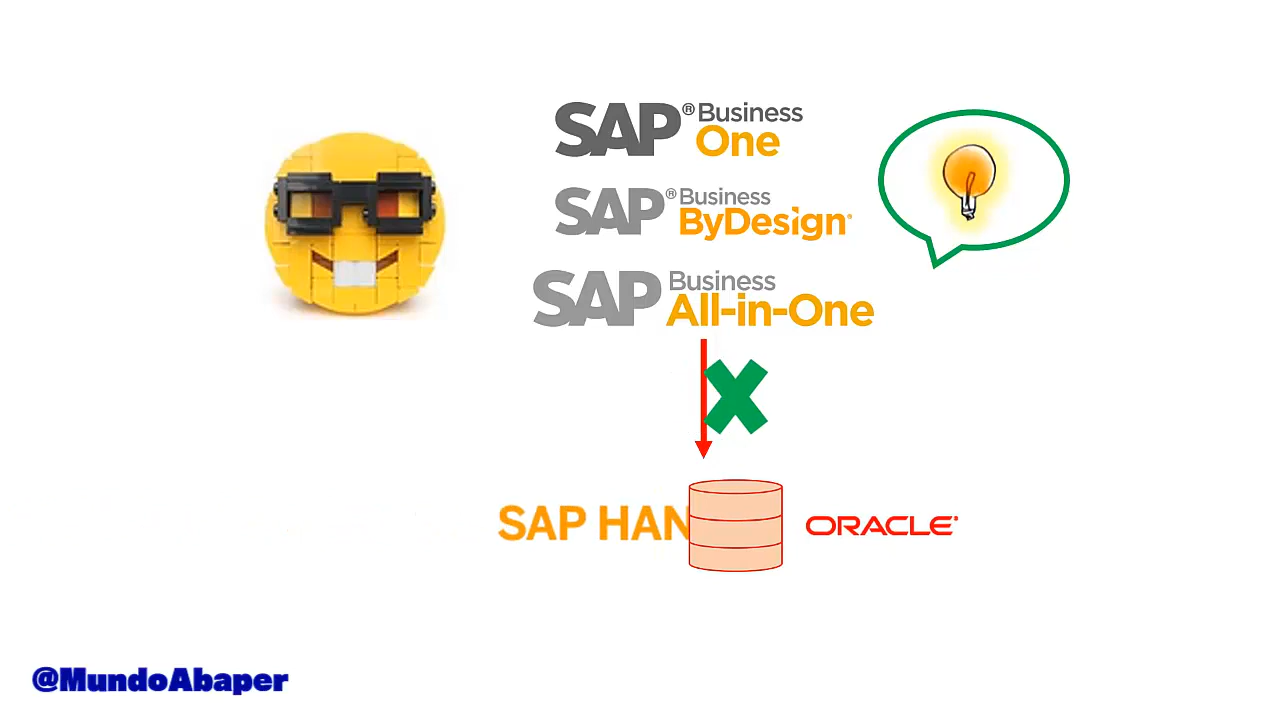 SAP® Business One
SAP® Business ByDesign®
SAP Business All-in-One
SAP HAN
ORACLE®
@MundoAbaper